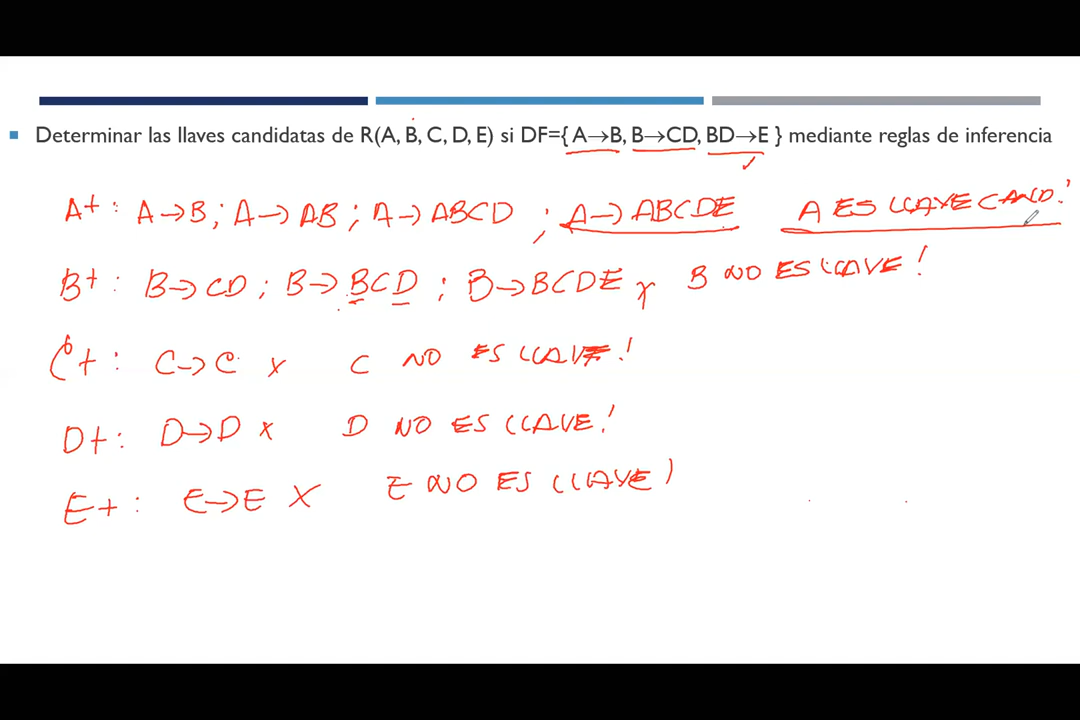 Determinar las llaves candidatas de R(A, B, C, D, E) si DF={ A→B, B→CD, BD→E } mediante reglas de inferencia
A+ : A→B; A→AB; A→ABCD ; A→ABCDE A ES LLAVE CAND.!
B+ : B→CD; B→BCD ; B→BCDE x B NO ES LLAVE!
C+ : C→C x C NO ES LLAVE!
D+ : D→D x D NO ES LLAVE!
E+ : E→E X E NO ES LLAVE!